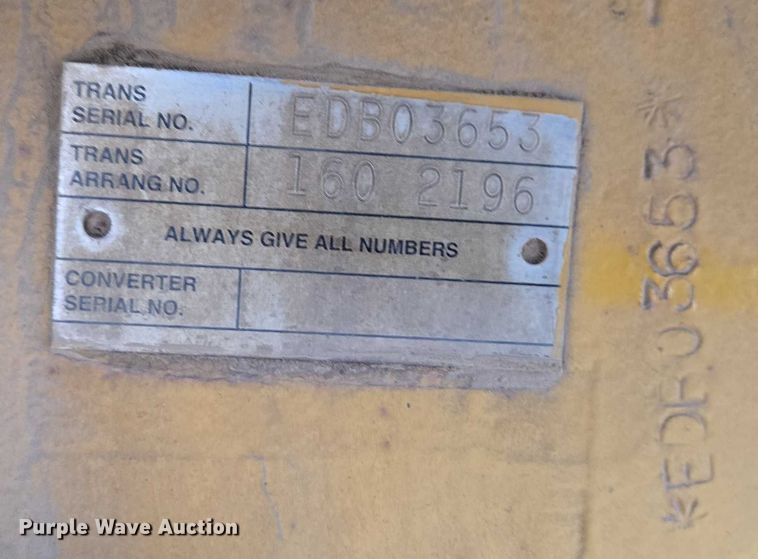 TRANS
SERIAL NO.
EDB03653
TRANS
ARRANG NO.
160 2196
ALWAYS GIVE ALL NUMBERS
CONVERTER
SERIAL NO.
*EDB03653*
Purple Wave Auction